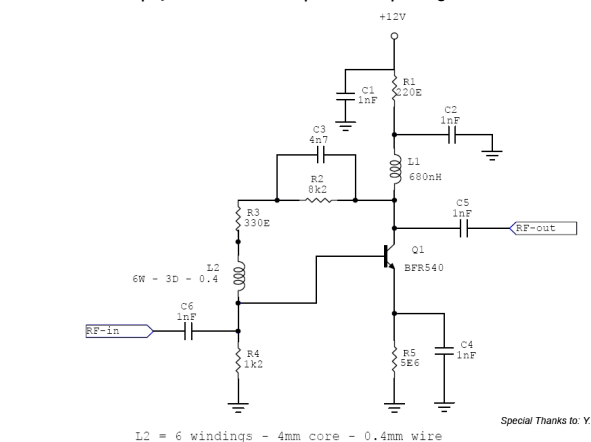 +12V
R1
220E
C1
1nF
C2
1nF
C3
4n7
L1
680nH
R2
8k2
C5
1nF
R3
330E
RF-out
Q1
BFR540
L2
6W - 3D - 0.4
C6
1nF
RF-in
R4
1k2
R5
5E6
C4
1nF
Special Thanks to: Y.
L2 = 6 windings - 4mm core - 0.4mm wire